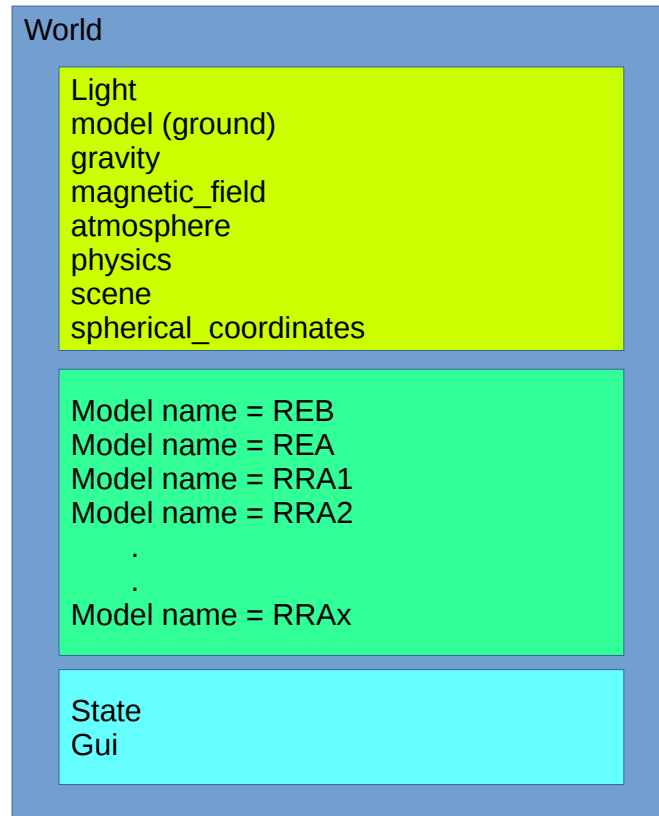 World
Light
model (ground)
gravity
magnetic_field
atmosphere
physics
scene
spherical_coordinates
Model name = REB
Model name = REA
Model name = RRA1
Model name = RRA2
.
.
Model name = RRAx
State
Gui